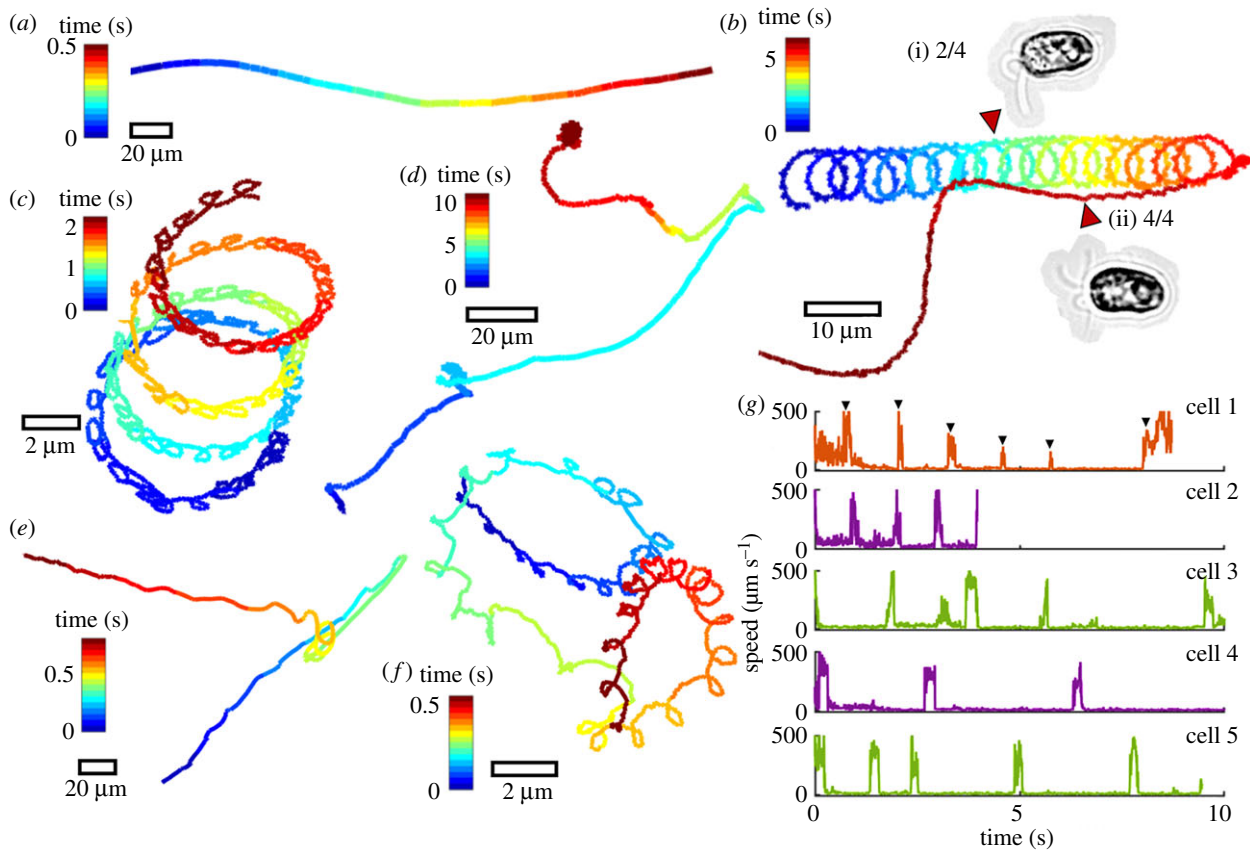 (a)
time (s)
0.5
0
20 μm
(b)
time (s)
5
0
(i) 2/4
(ii) 4/4
10 μm
(c)
time (s)
2
1
0
2 μm
(d)
time (s)
10
5
0
20 μm
(e)
time (s)
0.5
0
20 μm
(f)
time (s)
0.5
0
2 μm
(g)
speed (μm s−1)
500
0
cell 1
500
0
cell 2
500
0
cell 3
500
0
cell 4
500
0
cell 5
0
5
10
time (s)